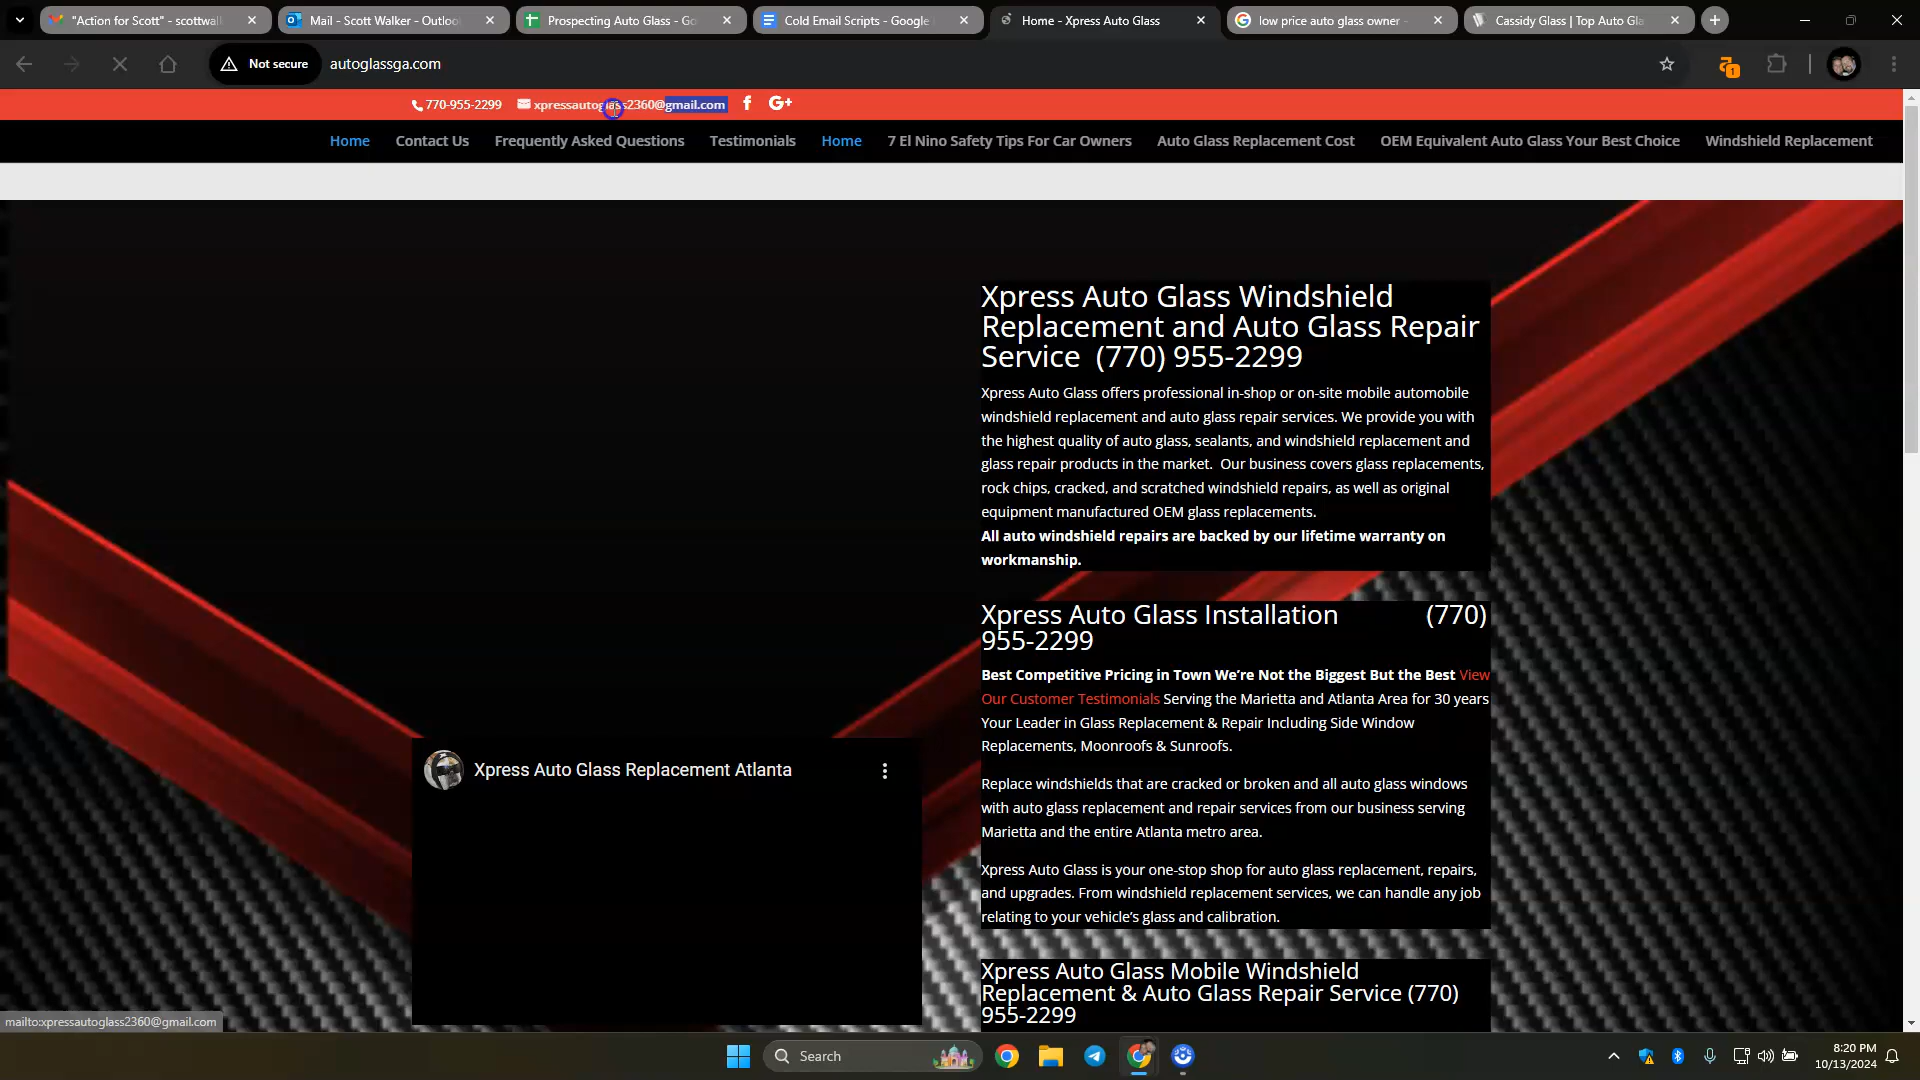 "Action for Scott" - scottwal
Mail - Scott Walker - Outlo
Prospecting Auto Glass - Go
Cold Email Scripts - Google
Home - Xpress Auto Glass
low price auto glass owner -
Cassidy Glass | Top Auto Gla
Not secure
autoglassga.com
1
770-955-2299
xpressautoglass2360@gmail.com
f
G+
Home
Contact Us
Frequently Asked Questions
Testimonials
Home
7 El Nino Safety Tips For Car Owners
Auto Glass Replacement Cost
OEM Equivalent Auto Glass Your Best Choice
Windshield Replacement
Xpress Auto Glass Windshield
Replacement and Auto Glass Repair
Service (770) 955-2299
Xpress Auto Glass offers professional in-shop or on-site mobile automobile
windshield replacement and auto glass repair services. We provide you with
the highest quality of auto glass, sealants, and windshield replacement and
glass repair products in the market. Our business covers glass replacements,
rock chips, cracked, and scratched windshield repairs, as well as original
equipment manufactured OEM glass replacements.
All auto windshield repairs are backed by our lifetime warranty on
workmanship.
Xpress Auto Glass Installation (770)
955-2299
Best Competitive Pricing in Town We're Not the Biggest But the Best View
Our Customer Testimonials Serving the Marietta and Atlanta Area for 30 years
Your Leader in Glass Replacement & Repair Including Side Window
Replacements, Moonroofs & Sunroofs.
Xpress Auto Glass Replacement Atlanta
Replace windshields that are cracked or broken and all auto glass windows
with auto glass replacement and repair services from our business serving
Marietta and the entire Atlanta metro area.
Xpress Auto Glass is your one-stop shop for auto glass replacement, repairs,
and upgrades. From windshield replacement services, we can handle any job
relating to your vehicle's glass and calibration.
Xpress Auto Glass Mobile Windshield
Replacement & Auto Glass Repair Service (770)
955-2299
mailto:xpressautoglass2360@gmail.com
Search
8:20 PM
10/13/2024